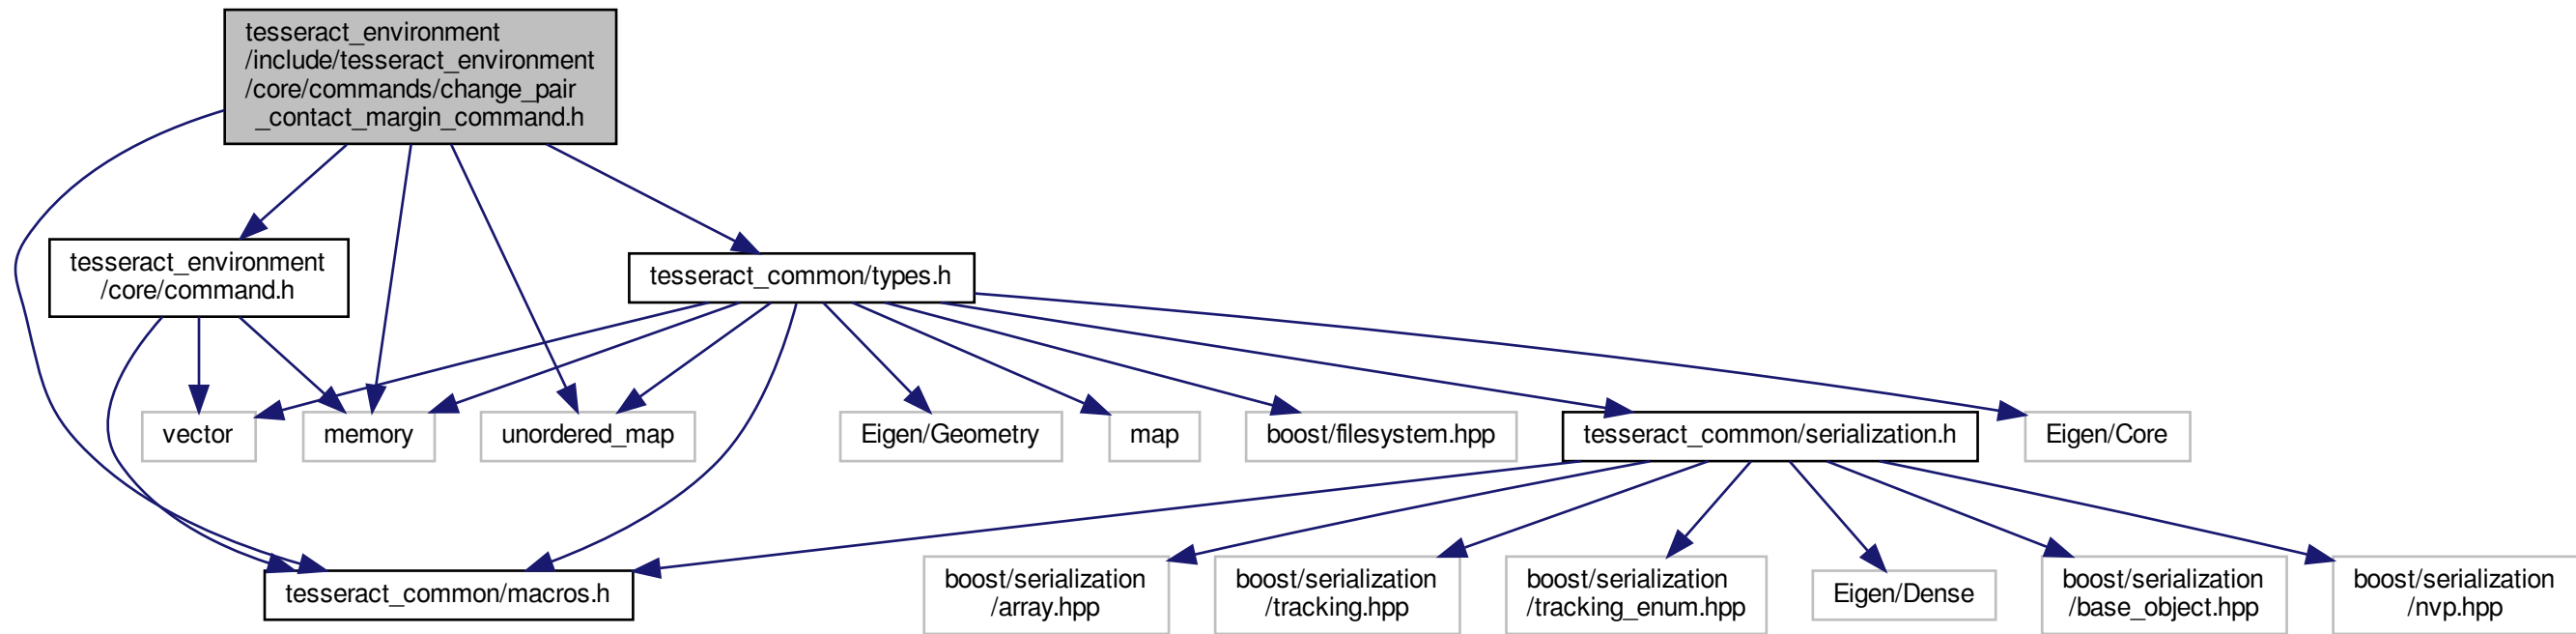 tesseract_environment
/include/tesseract_environment
/core/commands/change_pair
_contact_margin_command.h
tesseract_environment
/core/command.h
tesseract_common/types.h
vector
memory
unordered_map
Eigen/Geometry
map
boost/filesystem.hpp
tesseract_common/serialization.h
Eigen/Core
tesseract_common/macros.h
boost/serialization
/array.hpp
boost/serialization
/tracking.hpp
boost/serialization
/tracking_enum.hpp
Eigen/Dense
boost/serialization
/base_object.hpp
boost/serialization
/nvp.hpp